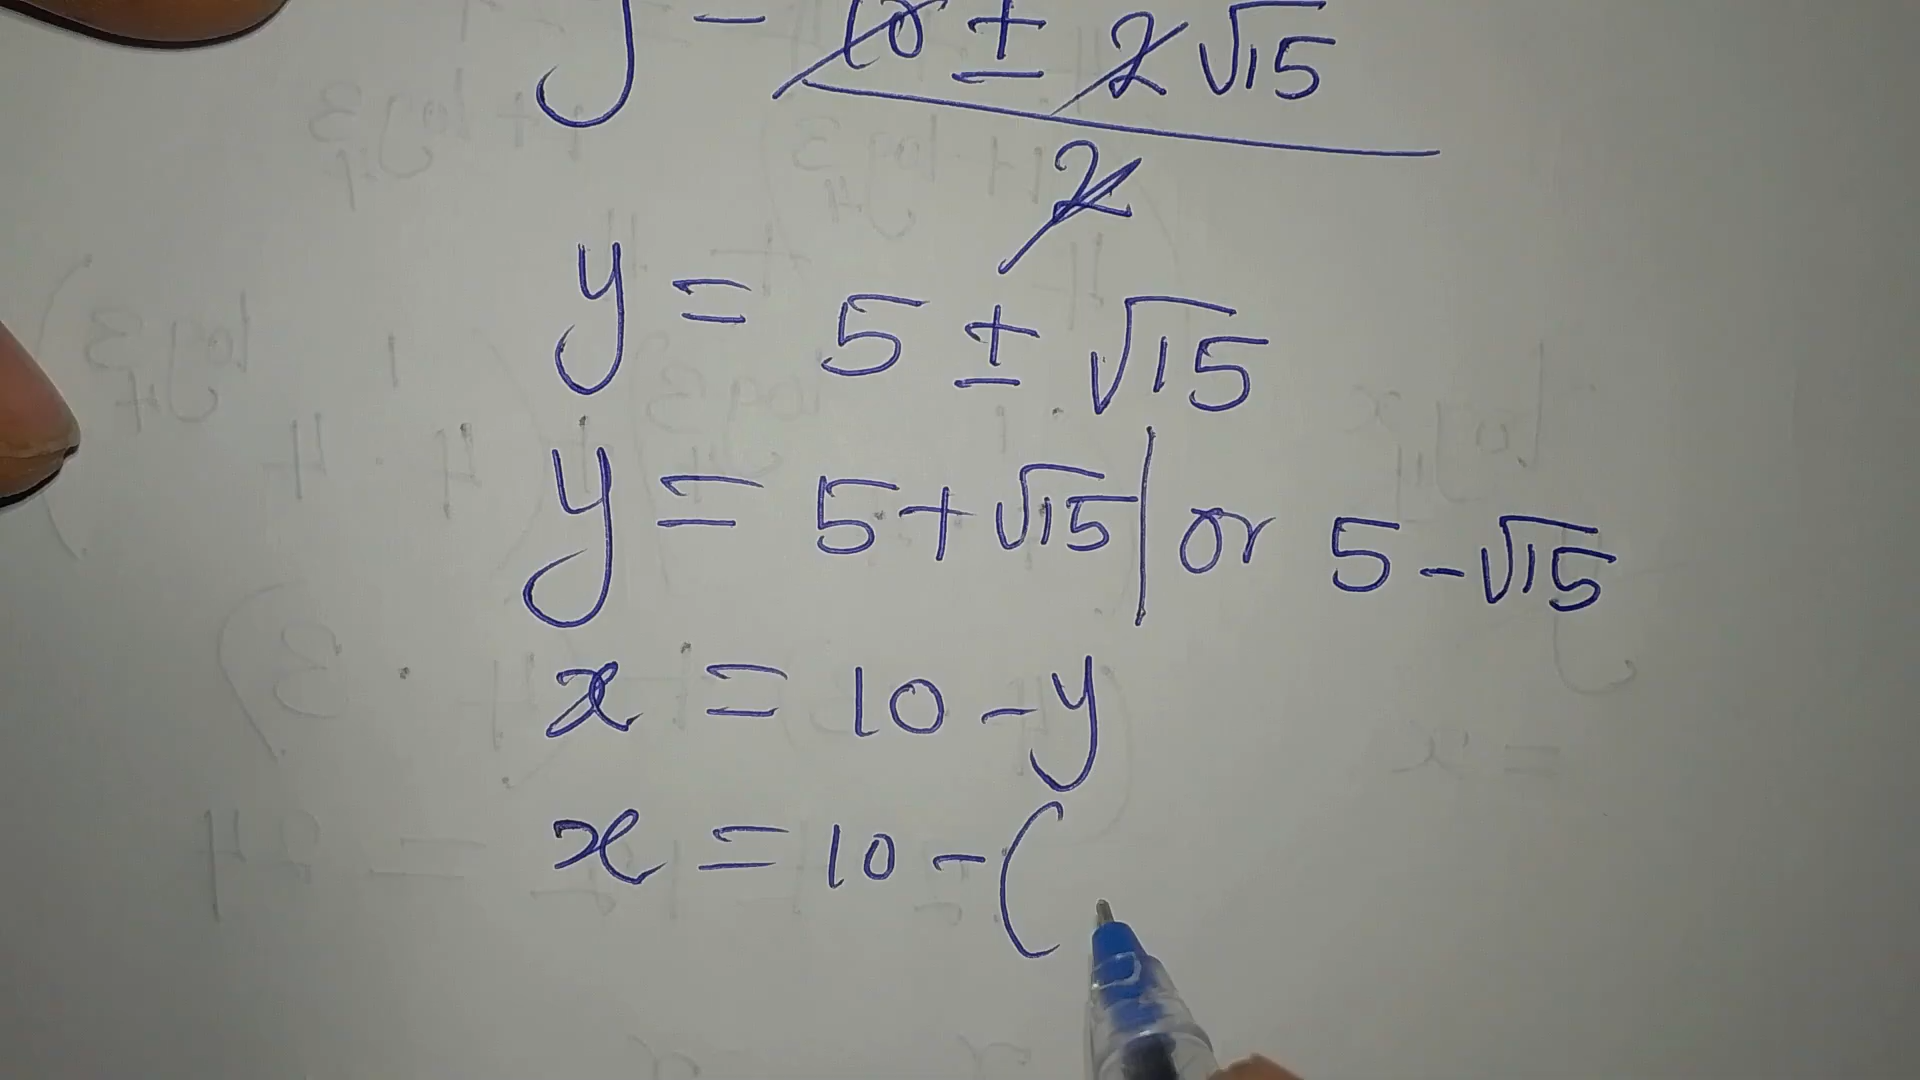 y = 10 ± 2√15
2
y = 5 ± √15
y = 5+√15 | or 5-√15
x = 10 - y
x = 10 - (